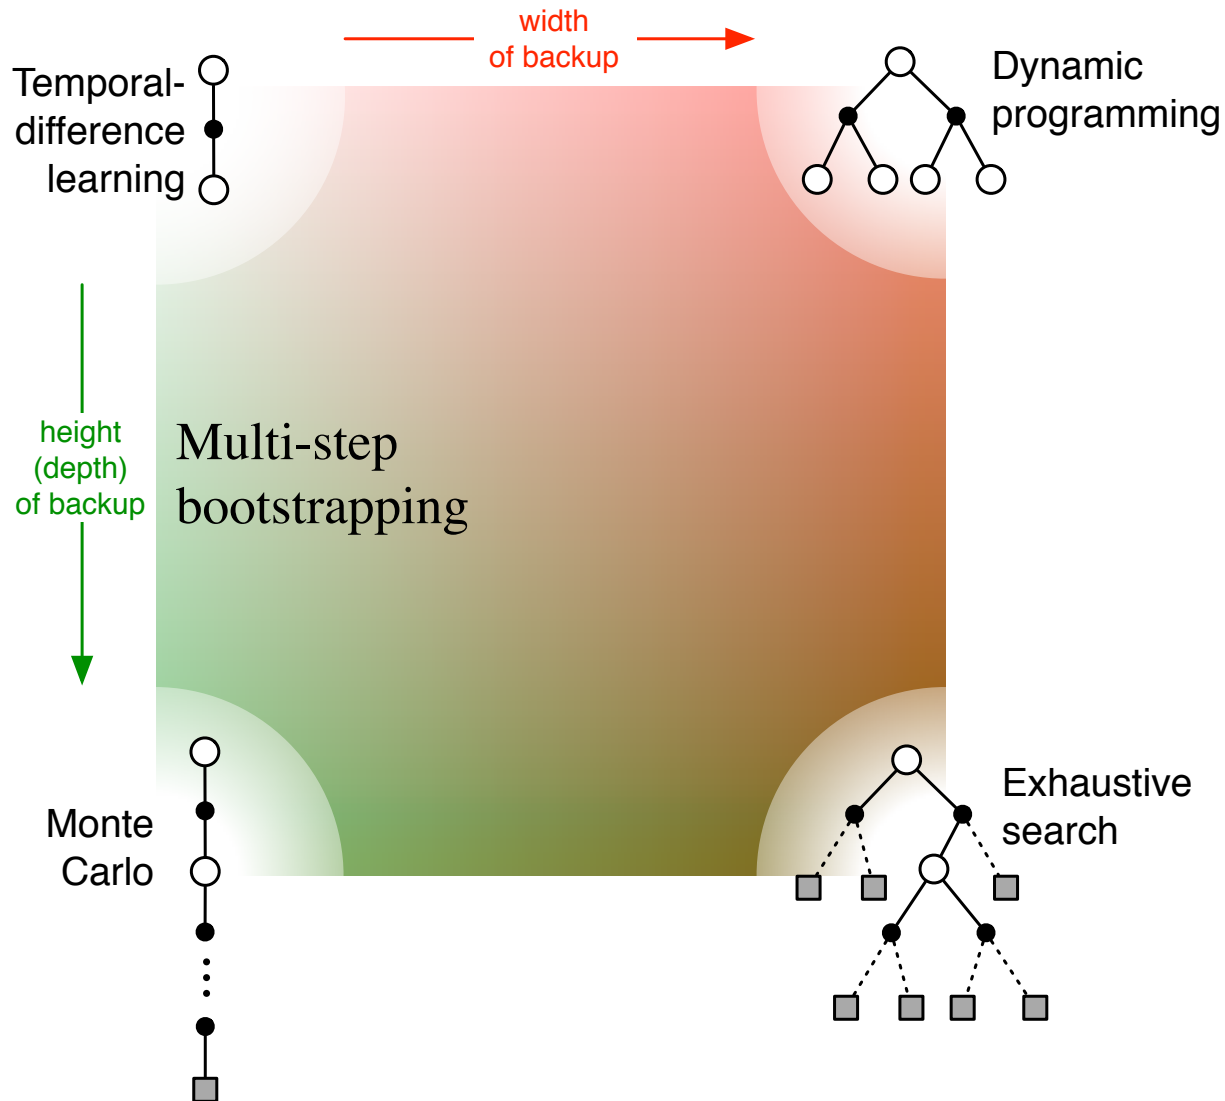 width
of backup
Temporal-
difference
learning
Dynamic
programming
height
(depth)
of backup
Multi-step
bootstrapping
Monte
Carlo
Exhaustive
search